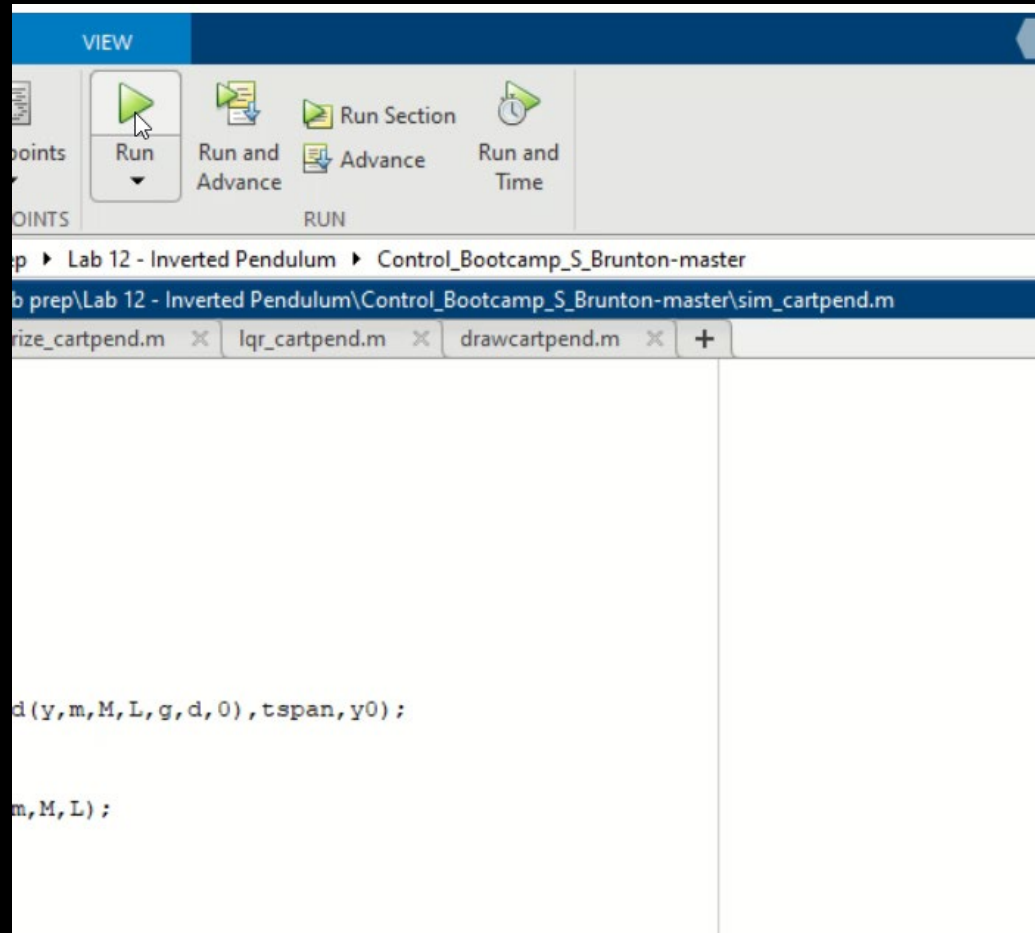 VIEW
points
Run
Run and
Advance
Run Section
Advance
Run and
Time
OINTS
RUN
ep ▸ Lab 12 - Inverted Pendulum ▸ Control_Bootcamp_S_Brunton-master
b prep\Lab 12 - Inverted Pendulum\Control_Bootcamp_S_Brunton-master\sim_cartpend.m
rize_cartpend.m
lqr_cartpend.m
drawcartpend.m
d(y,m,M,L,g,d,0),tspan,y0);
m,M,L);